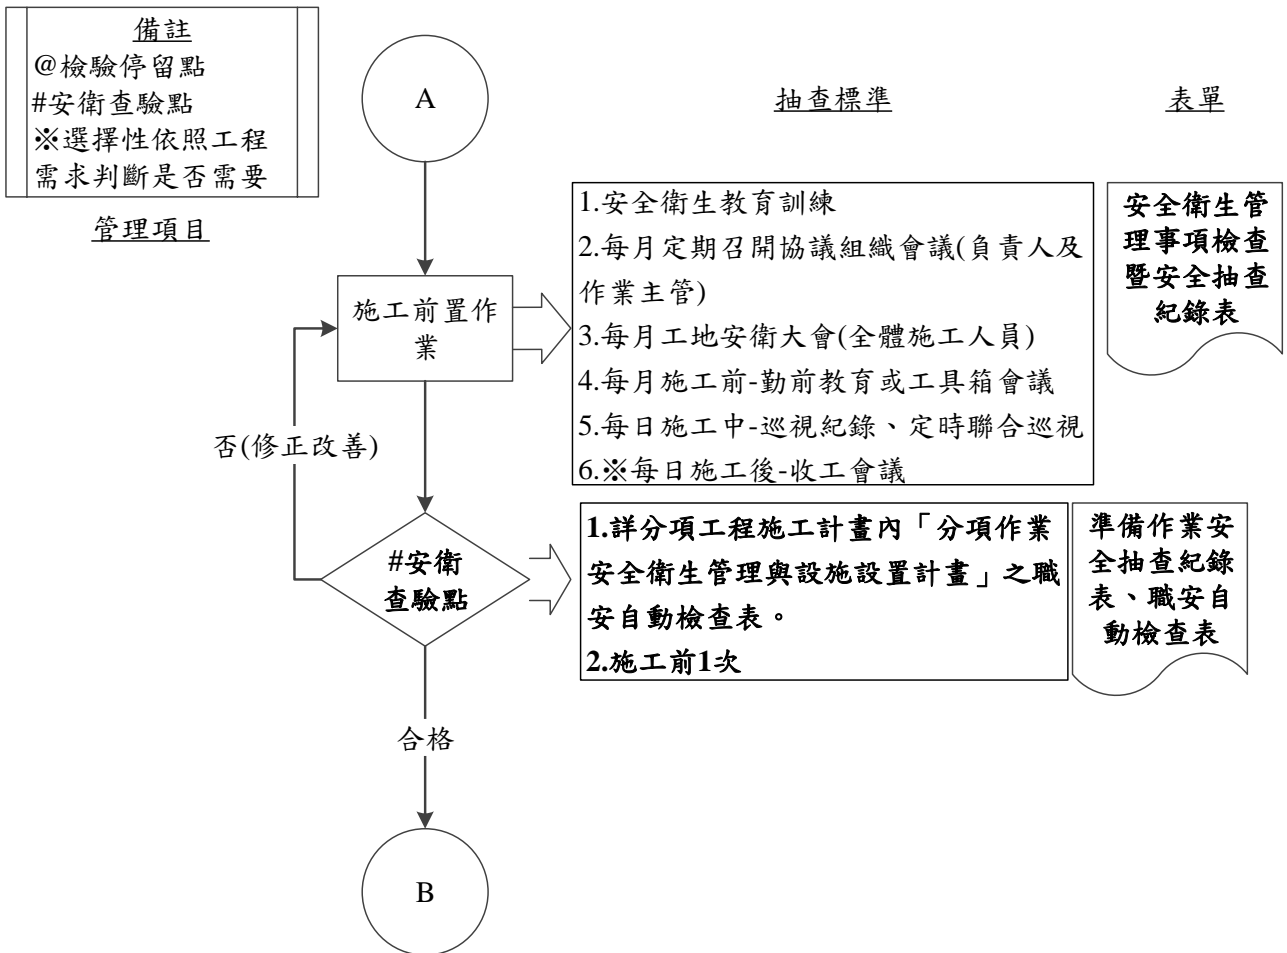 備註
@檢驗停留點
#安衛查驗點
※選擇性依照工程
需求判斷是否需要
管理項目
抽查標準
表單
A
施工前置作
業
1.安全衛生教育訓練
2.每月定期召開協議組織會議(負責人及
作業主管)
3.每月工地安衛大會(全體施工人員)
4.每月施工前-勤前教育或工具箱會議
5.每日施工中-巡視紀錄、定時聯合巡視
6.※每日施工後-收工會議
安全衛生管
理事項檢查
暨安全抽查
紀錄表
否(修正改善)
#安衛
查驗點
1.詳分項工程施工計畫內「分項作業
安全衛生管理與設施設置計畫」之職
安自動檢查表。
2.施工前1次
準備作業安
全抽查紀錄
表、職安自
動檢查表
合格
B